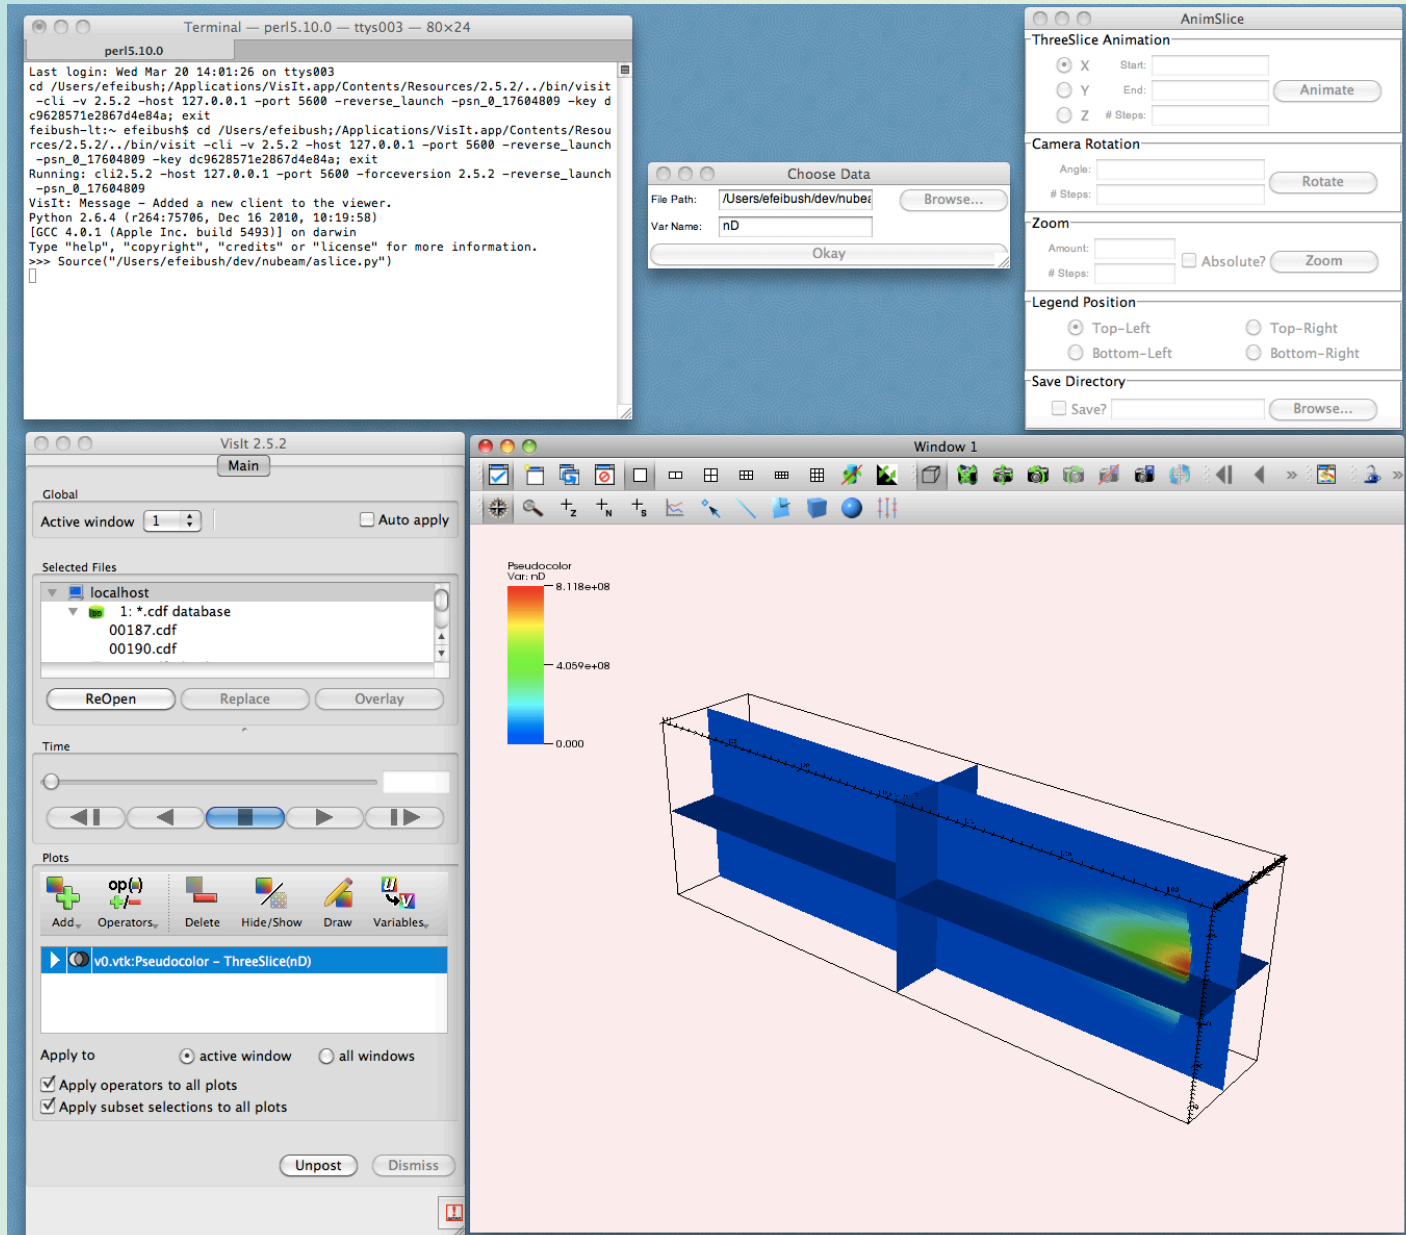 Terminal — perl5.10.0 — ttys003 — 80×24
perl5.10.0
Last login: Wed Mar 20 14:01:26 on ttys003
cd /Users/efeibush;/Applications/VisIt.app/Contents/Resources/2.5.2/../bin/visit
-cli -v 2.5.2 -host 127.0.0.1 -port 5600 -reverse_launch -psn_0_17604809 -key d
c9628571e2867d4e84a; exit
feibush-lt:~ efeibush$ cd /Users/efeibush;/Applications/VisIt.app/Contents/Resou
rces/2.5.2/../bin/visit -cli -v 2.5.2 -host 127.0.0.1 -port 5600 -reverse_launch
-psn_0_17604809 -key dc9628571e2867d4e84a; exit
Running: cli2.5.2 -host 127.0.0.1 -port 5600 -forceversion 2.5.2 -reverse_launch
-psn_0_17604809
VisIt: Message - Added a new client to the viewer.
Python 2.6.4 (r264:75706, Dec 16 2010, 10:19:58)
[GCC 4.0.1 (Apple Inc. build 5493)] on darwin
Type "help", "copyright", "credits" or "license" for more information.
>>> Source("/Users/efeibush/dev/nubeam/aslice.py")
Choose Data
File Path: /Users/efeibush/dev/nubea Browse...
Var Name: nD
Okay
AnimSlice
ThreeSlice Animation
X Start:
Y End: Animate
Z # Steps:
Camera Rotation
Angle:
# Steps: Rotate
Zoom
Amount:
# Steps: Absolute? Zoom
Legend Position
Top-Left Top-Right
Bottom-Left Bottom-Right
Save Directory
Save? Browse...
VisIt 2.5.2
Main
Global
Active window 1 Auto apply
Selected Files
localhost
1: *.cdf database
00187.cdf
00190.cdf
ReOpen Replace Overlay
Time
Plots
op(u)
Add Operators Delete Hide/Show Draw Variables
v0.vtk:Pseudocolor - ThreeSlice(nD)
Apply to active window all windows
Apply operators to all plots
Apply subset selections to all plots
Unpost Dismiss
Window 1
Pseudocolor
Var: nD
8.118e+08
4.059e+08
0.000